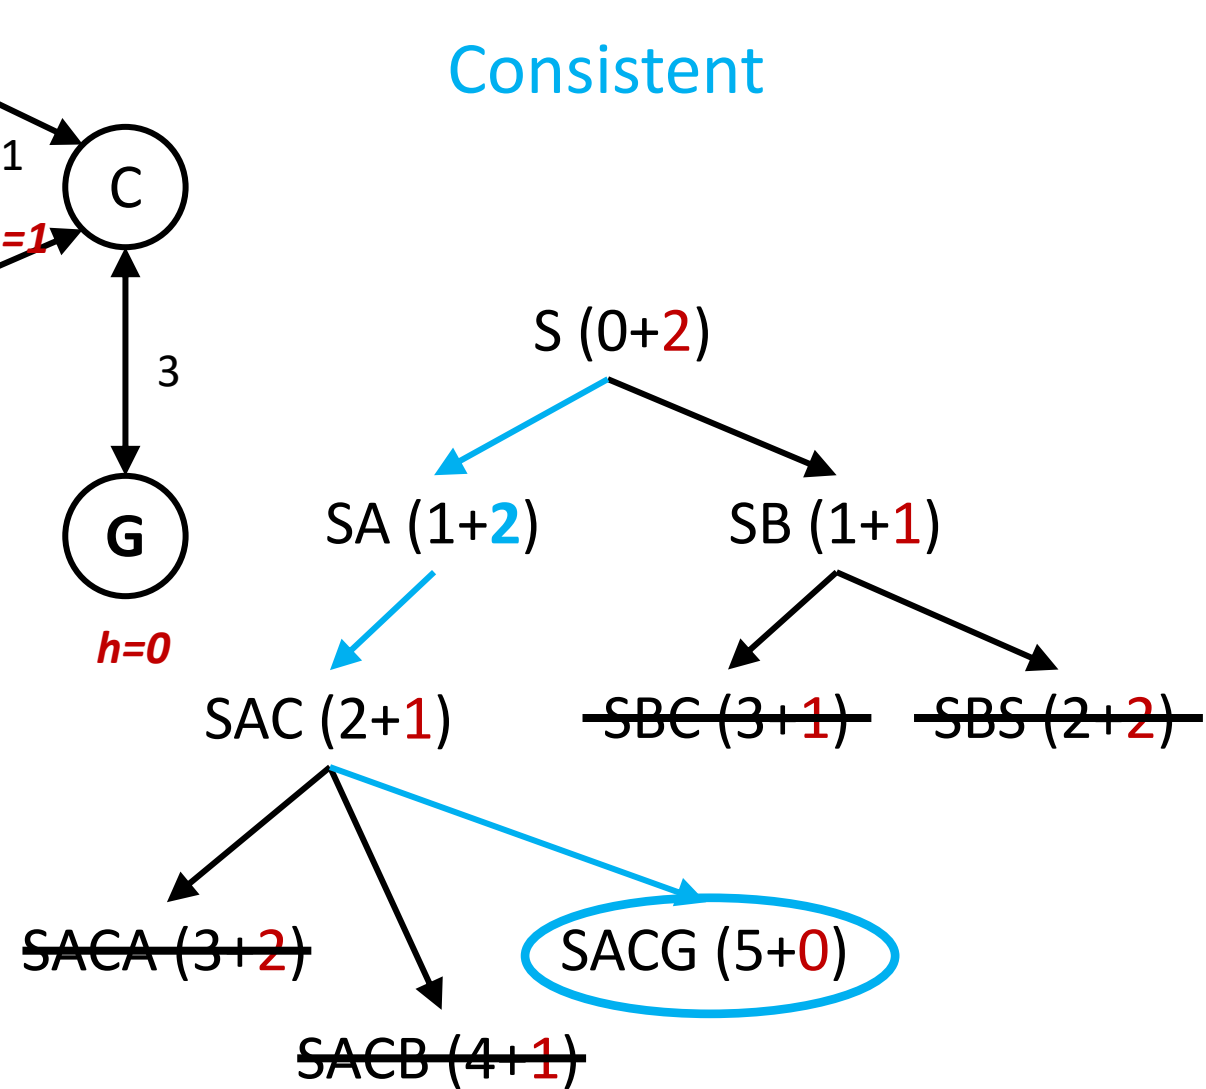 Consistent
1
C
=1
S (0+2)
3
SA (1+2)
SB (1+1)
G
h=0
SAC (2+1)
SBC (3+1)
SBS (2+2)
SACA (3+2)
SACG (5+0)
SACB (4+1)